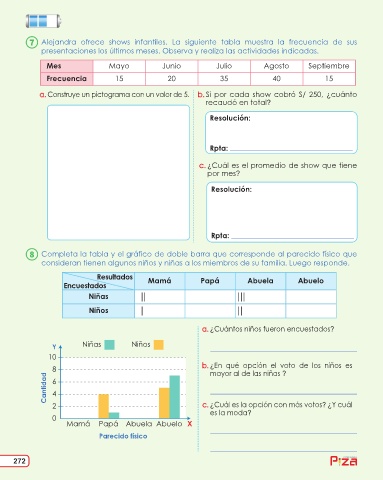 7 Alejandra ofrece shows infantiles. La siguiente tabla muestra la frecuencia de sus
presentaciones los últimos meses. Observa y realiza las actividades indicadas.
Mes Mayo Junio Julio Agosto Septiembre
Frecuencia 15 20 35 40 15
a. Construye un pictograma con un valor de 5.
b. Si por cada show cobró S/ 250, ¿cuánto
recaudó en total?
Resolución:
Rpta:
c. ¿Cuál es el promedio de show que tiene
por mes?
Resolución:
Rpta:
8 Completa la tabla y el gráfico de doble barra que corresponde al parecido físico que
consideran tienen algunos niños y niñas a los miembros de su familia. Luego responde.
Resultados
Encuestados
Mamá Papá Abuela Abuelo
Niñas || |||
Niños | ||
Niñas Niños
Y
10
8
6
4
2
0
Cantidad
Mamá Papá Abuela Abuelo X
Parecido físico
a. ¿Cuántos niños fueron encuestados?
b. ¿En qué opción el voto de los niños es
mayor al de las niñas ?
c. ¿Cuál es la opción con más votos? ¿Y cuál
es la moda?
272
Piza